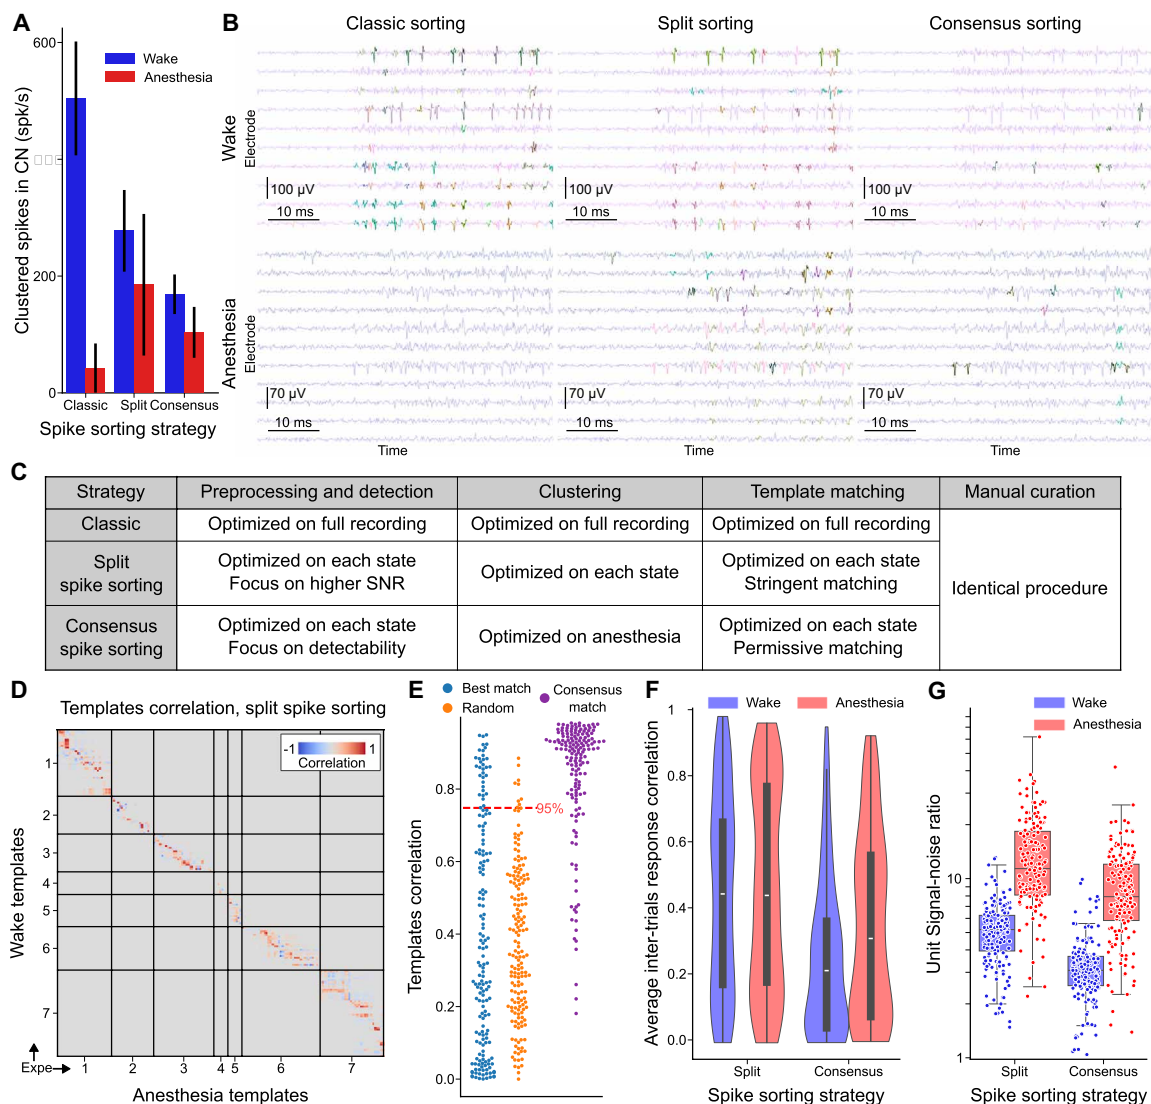 A
600
□□□
200
0
Clustered spikes in CN (spk/s)
Wake
Anesthesia
Classic Split Consensus
Spike sorting strategy
B
Classic sorting Split sorting Consensus sorting
Wake
Electrode
100 µV 100 µV 100 µV
10 ms 10 ms 10 ms
Anesthesia
Electrode
70 µV 70 µV 70 µV
10 ms 10 ms 10 ms
Time Time Time
C
Strategy Preprocessing and detection Clustering Template matching Manual curation
Classic Optimized on full recording Optimized on full recording Optimized on full recording
Split
spike sorting
Optimized on each state
Focus on higher SNR
Optimized on each state
Optimized on each state
Stringent matching
Identical procedure
Consensus
spike sorting
Optimized on each state
Focus on detectability
Optimized on anesthesia
Optimized on each state
Permissive matching
D
Templates correlation, split spike sorting
-1 1
Correlation
Wake templates
1
2
3
4
5
6
7
Expe
1 2 3 4 5 6 7
Anesthesia templates
E
Best match
Random
Consensus
match
95%
Templates correlation
0.8
0.6
0.4
0.2
0.0
F
Wake Anesthesia
Average inter-trials response correlation
1
0.8
0.6
0.4
0.2
0.0
Split Consensus
Spike sorting strategy
G
Wake
Anesthesia
Unit Signal-noise ratio
10
1
Split Consensus
Spike sorting strategy